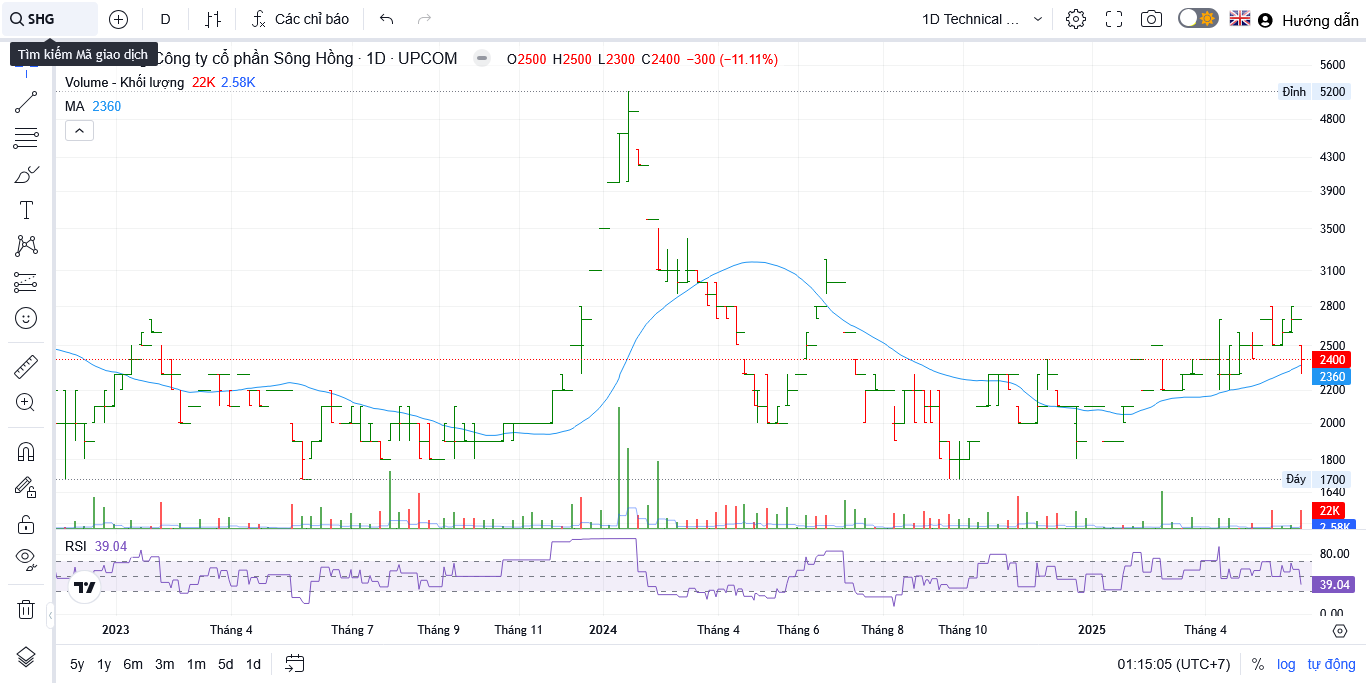 SHG
D
Các chỉ báo
1D Technical ...
Hướng dẫn
Tìm kiếm Mã giao dịch
Công ty cổ phần Sông Hồng · 1D · UPCOM
O2500 H2500 L2300 C2400 −300 (−11.11%)
Volume - Khối lượng 22K 2.58K
MA 2360
5600
Đỉnh 5200
4800
4300
3900
3500
3100
2800
2500
2400
2360
2200
2000
1800
Đáy 1700
1640
22K
2.58K
RSI 39.04
80.00
39.04
0.00
2023 Tháng 4 Tháng 7 Tháng 9 Tháng 11 2024 Tháng 4 Tháng 6 Tháng 8 Tháng 10 2025 Tháng 4
5y 1y 6m 3m 1m 5d 1d
01:15:05 (UTC+7) % log tự động